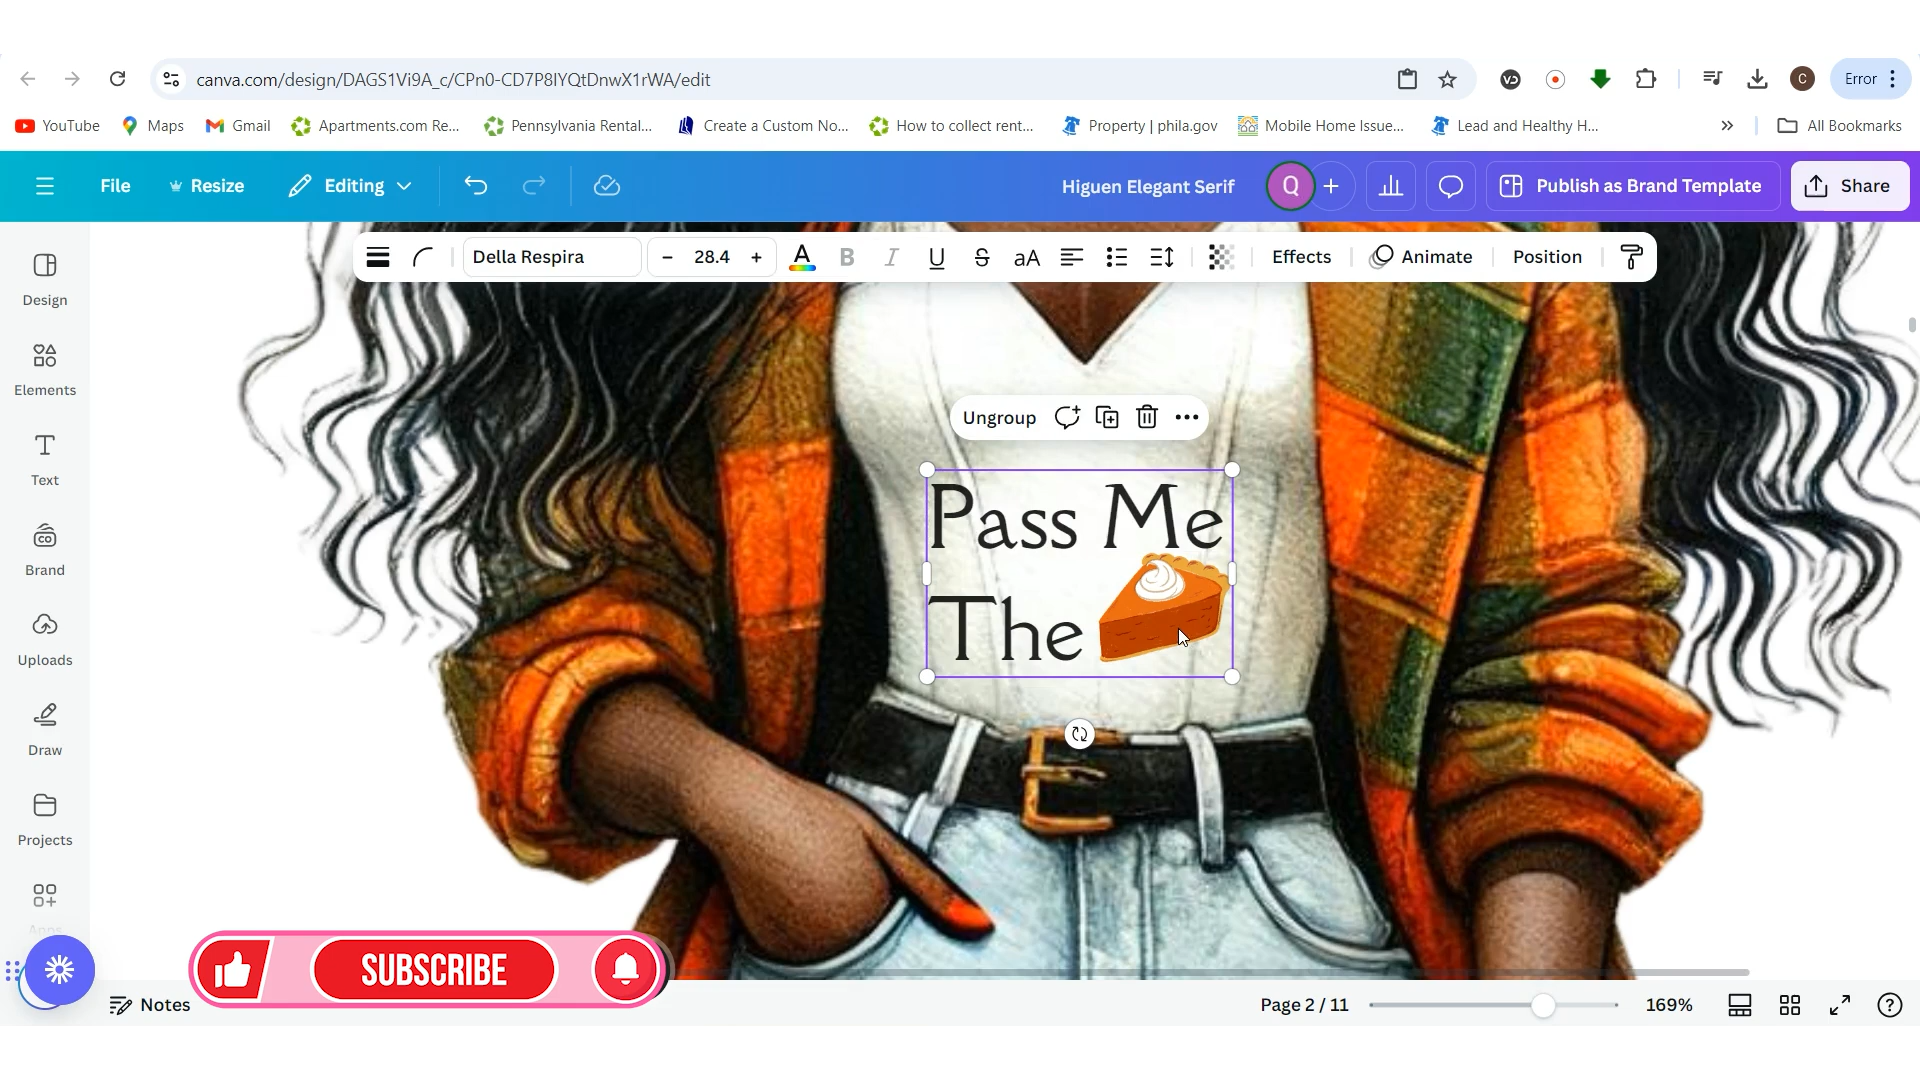 canva.com/design/DAGS1Vi9A_c/CPn0-CD7P8IYQtDnwX1rWA/edit
Error
YouTube
Maps
Gmail
Apartments.com Re...
Pennsylvania Rental...
Create a Custom No...
How to collect rent...
Property | phila.gov
Mobile Home Issue...
Lead and Healthy H...
All Bookmarks
File
Resize
Editing
Higuen Elegant Serif
Q
Publish as Brand Template
Share
Della Respira
– 28.4 +
A
B
I
U
S
aA
Effects
Animate
Position
Design
Elements
Text
Brand
Uploads
Draw
Projects
Apps
Ungroup
Pass Me
The
SUBSCRIBE
Notes
Page 2 / 11
169%